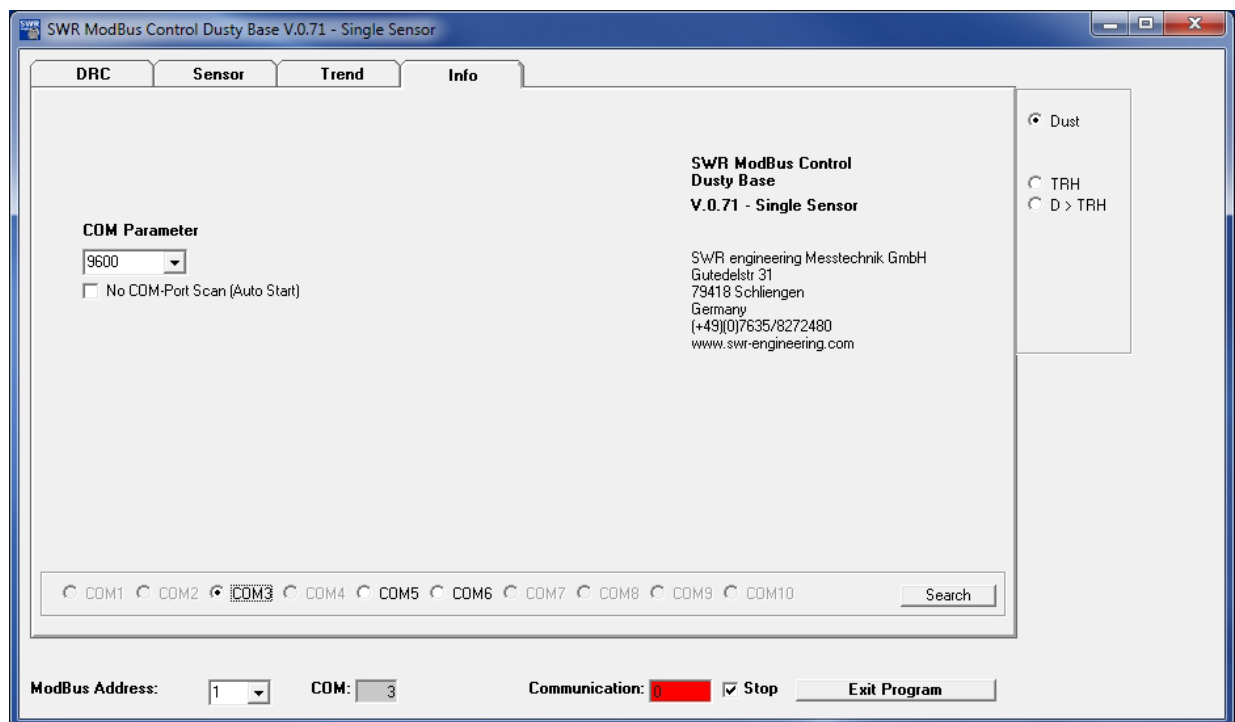 SWR ModBus Control Dusty Base V.0.71 - Single Sensor
DRC Sensor Trend Info
Dust
TRH
D > TRH
SWR ModBus Control
Dusty Base
V.0.71 - Single Sensor
COM Parameter
9600
No COM-Port Scan (Auto Start)
SWR engineering Messtechnik GmbH
Gutedelstr 31
79418 Schliengen
Germany
(+49)(0)7635/8272480
www.swr-engineering.com
COM1 COM2 COM3 COM4 COM5 COM6 COM7 COM8 COM9 COM10 Search
ModBus Address: 1 COM: 3 Communication: 0 Stop Exit Program